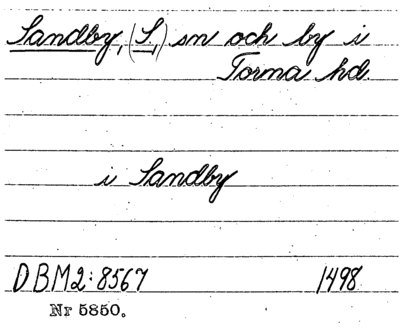 Sandby, (S.,) sn och by i
Torna hd.
i Sandby
DBM2:8567 1498
Nr 5850.